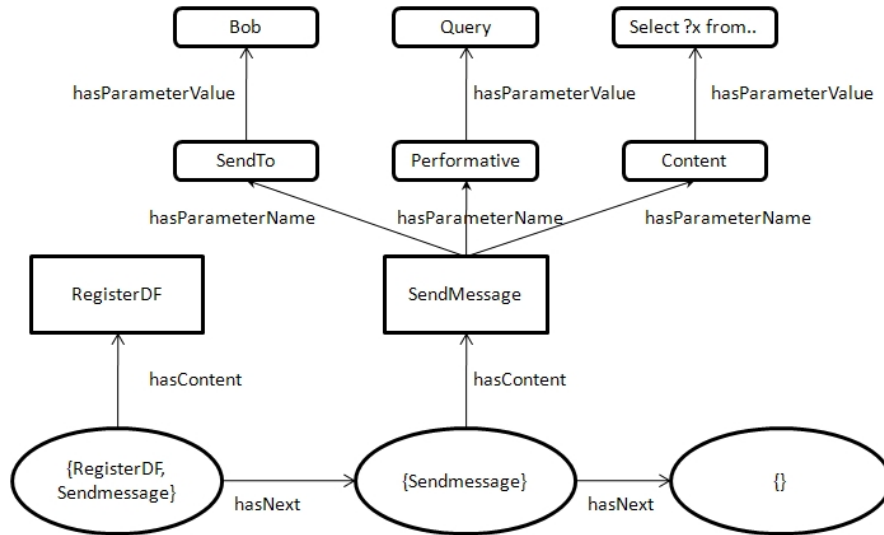 Bob
Query
Select ?x from..
hasParameterValue
hasParameterValue
hasParameterValue
SendTo
Performative
Content
hasParameterName
hasParameterName
hasParameterName
RegisterDF
SendMessage
hasContent
hasContent
{RegisterDF,
Sendmessage}
hasNext
{Sendmessage}
hasNext
{}